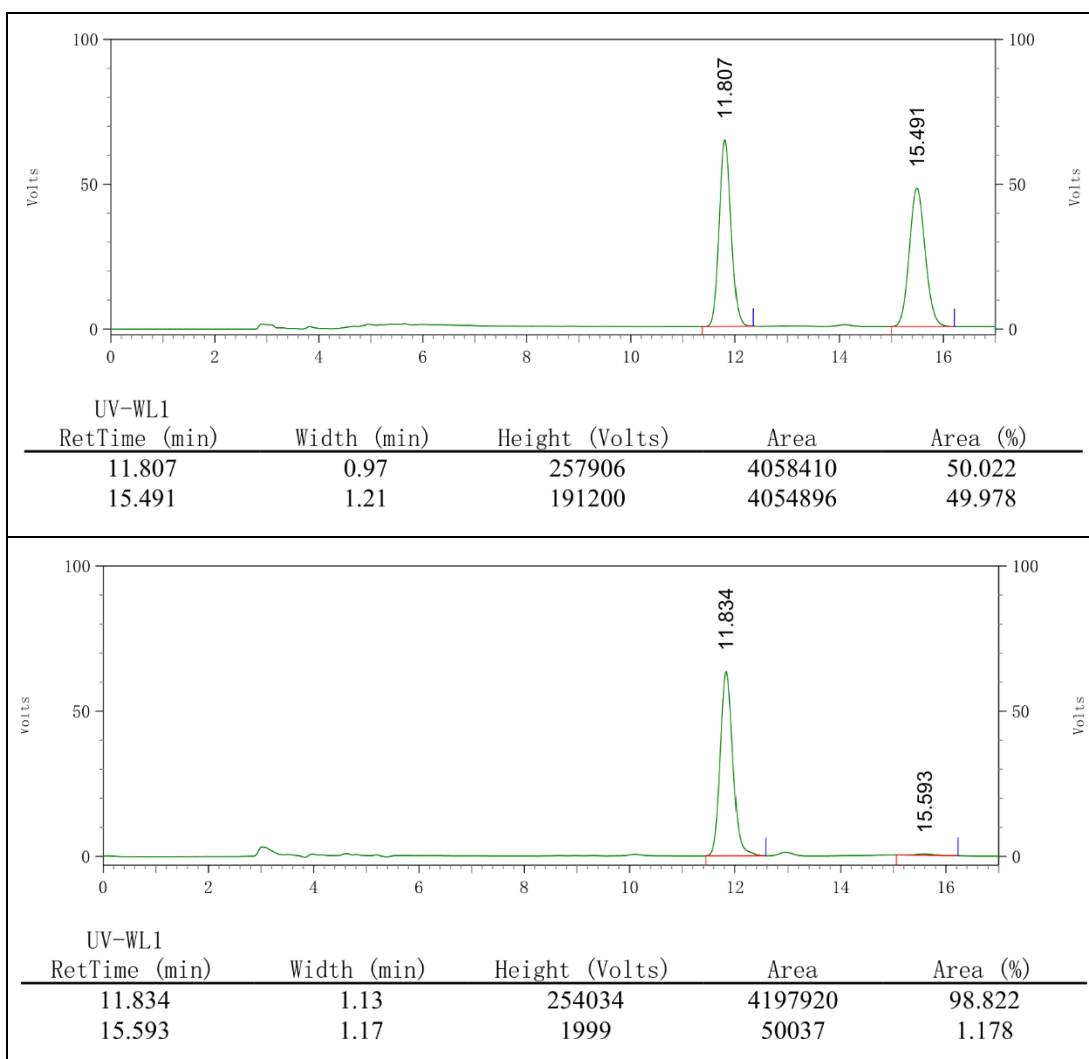 100
100
11.807
15.491
Volts
50
50
Volts
0
0
0 2 4 6 8 10 12 14 16
UV-WL1
RetTime (min) Width (min) Height (Volts) Area Area (%)
11.807 0.97 257906 4058410 50.022
15.491 1.21 191200 4054896 49.978
100
100
11.834
15.593
Volts
50
50
Volts
0
0
0 2 4 6 8 10 12 14 16
UV-WL1
RetTime (min) Width (min) Height (Volts) Area Area (%)
11.834 1.13 254034 4197920 98.822
15.593 1.17 1999 50037 1.178